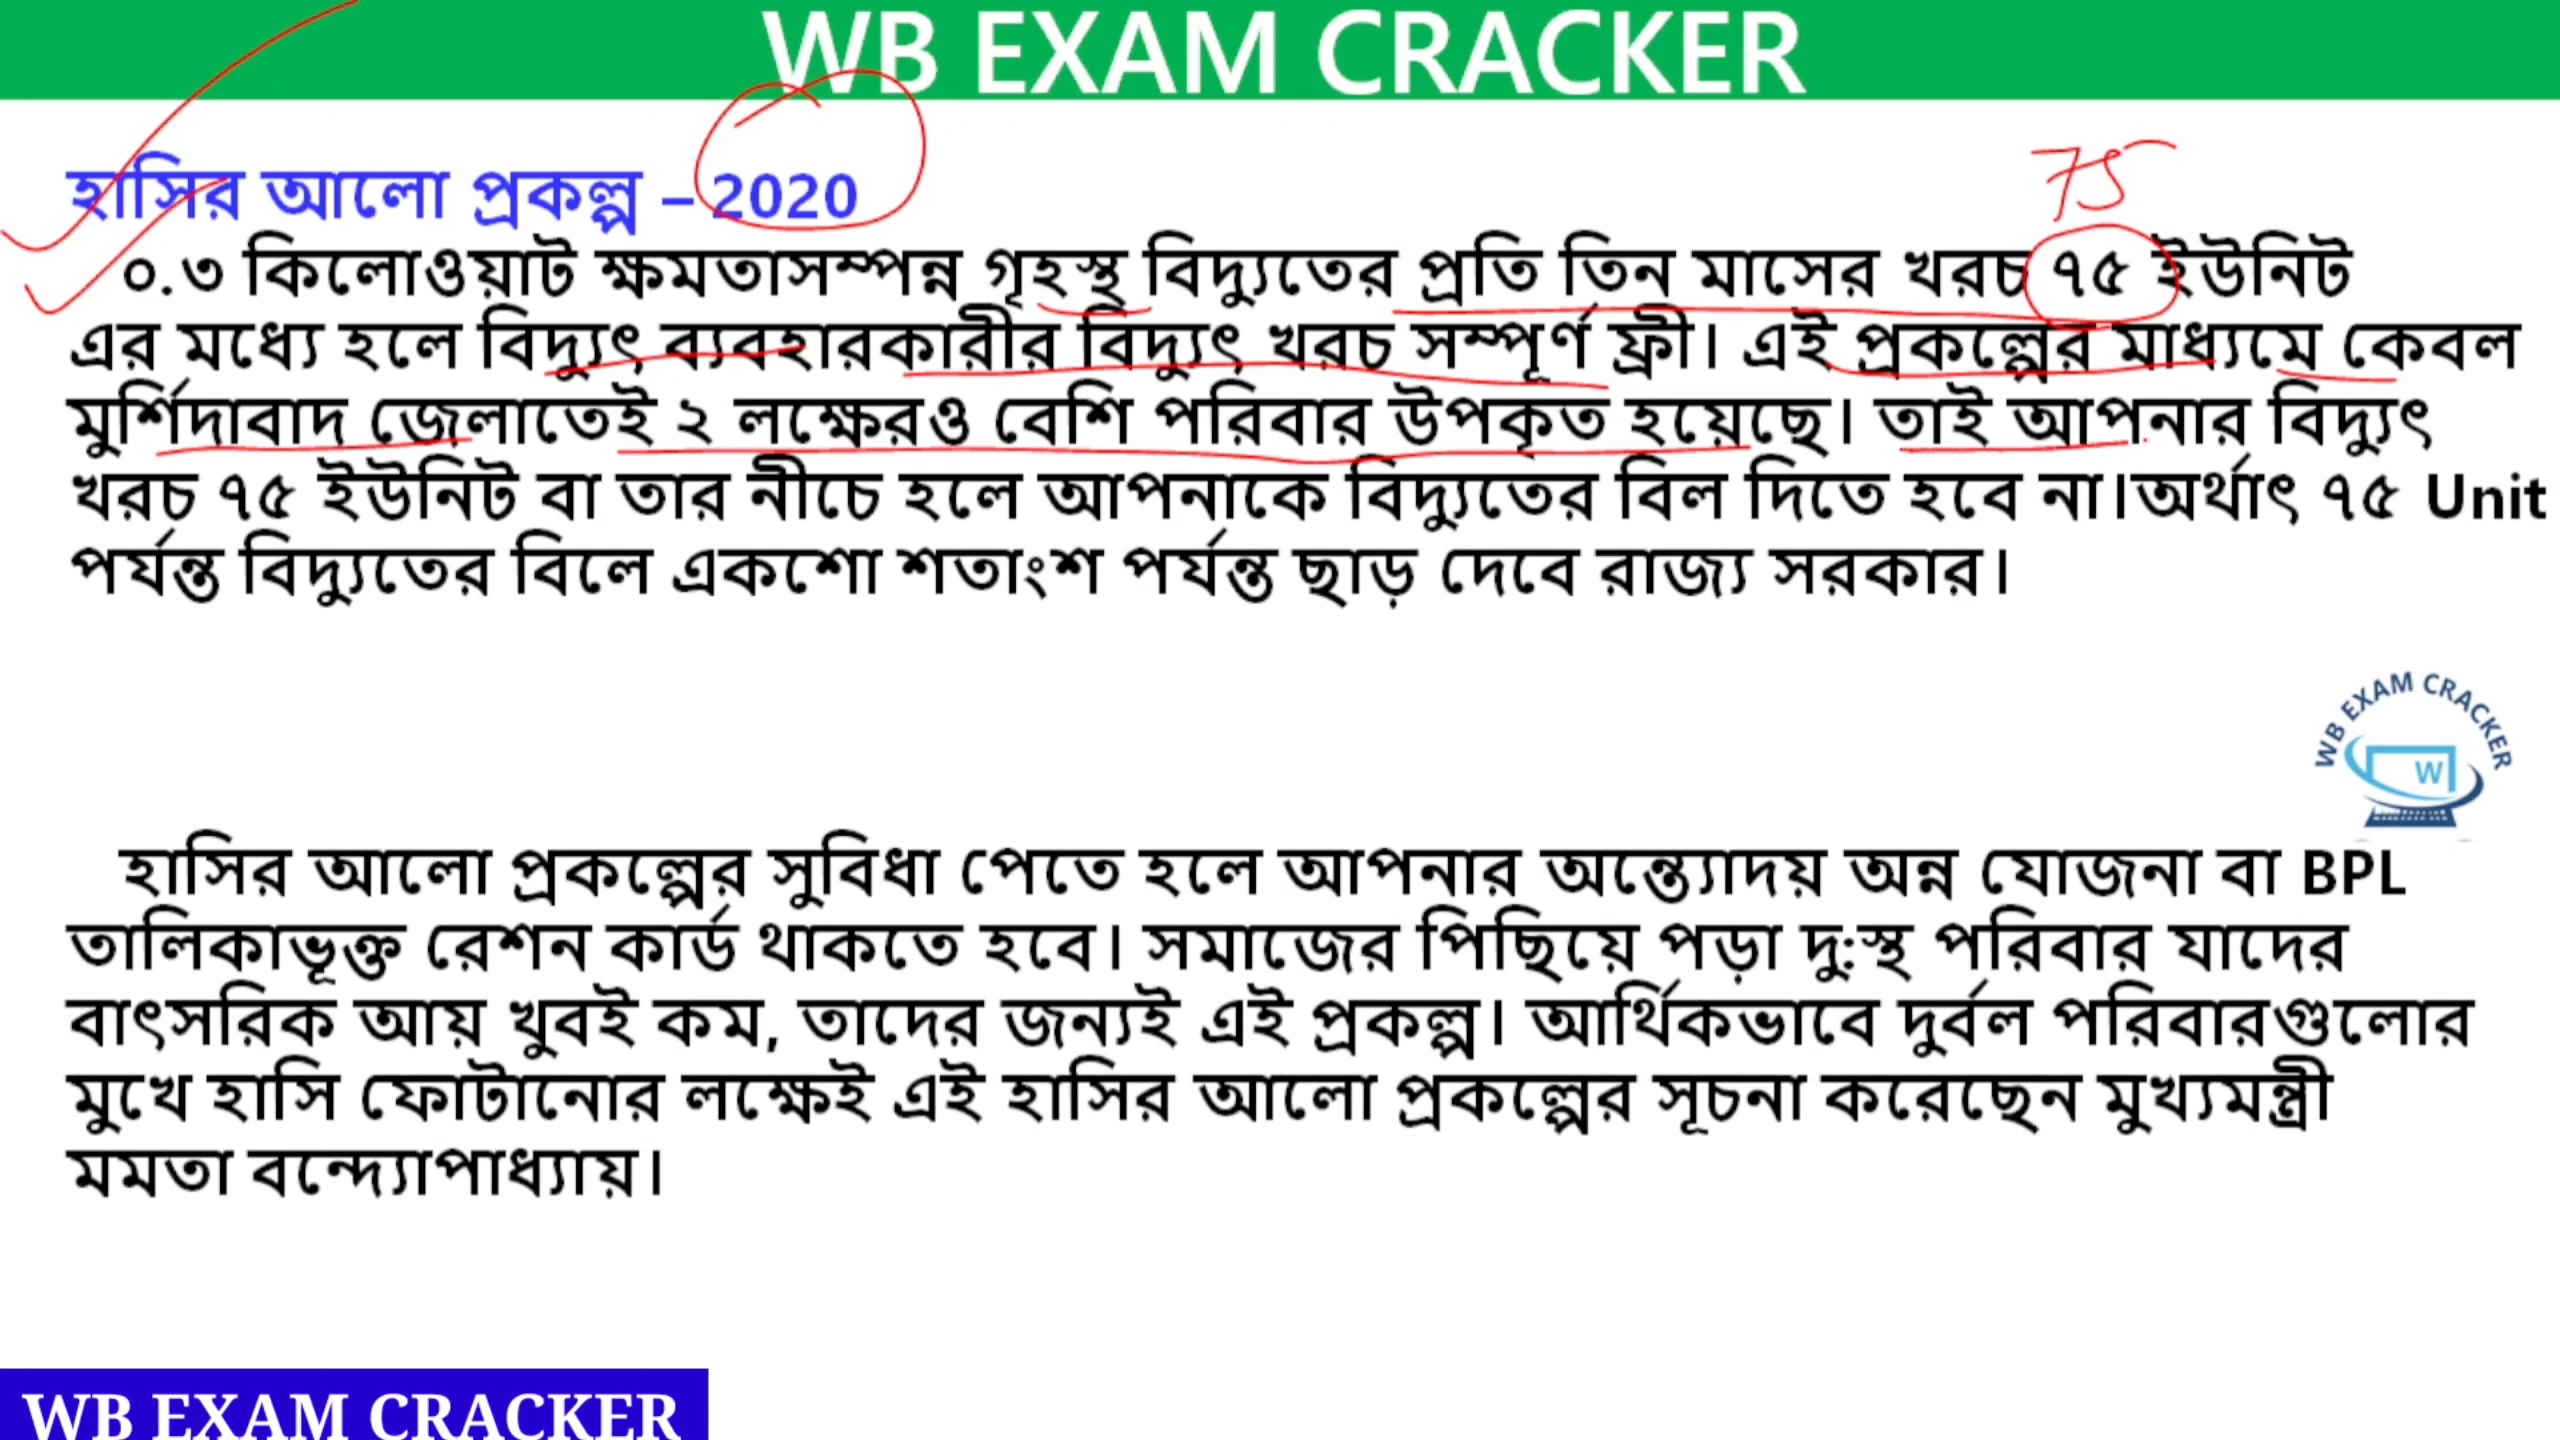 WB EXAM CRACKER
হাসির আলো প্রকল্প – 2020
75
০.৩ কিলোওয়াট ক্ষমতাসম্পন্ন গৃহস্থ বিদ্যুতের প্রতি তিন মাসের খরচ ৭৫ ইউনিট
এর মধ্যে হলে বিদ্যুৎ ব্যবহারকারীর বিদ্যুৎ খরচ সম্পূর্ণ ফ্রী। এই প্রকল্পের মাধ্যমে কেবল
মুর্শিদাবাদ জেলাতেই ২ লক্ষেরও বেশি পরিবার উপকৃত হয়েছে। তাই আপনার বিদ্যুৎ
খরচ ৭৫ ইউনিট বা তার নীচে হলে আপনাকে বিদ্যুতের বিল দিতে হবে না।অর্থাৎ ৭৫ Unit
পর্যন্ত বিদ্যুতের বিলে একশো শতাংশ পর্যন্ত ছাড় দেবে রাজ্য সরকার।
WB EXAM CRACKER
W
হাসির আলো প্রকল্পের সুবিধা পেতে হলে আপনার অন্ত্যোদয় অন্ন যোজনা বা BPL
তালিকাভূক্ত রেশন কার্ড থাকতে হবে। সমাজের পিছিয়ে পড়া দু:স্থ পরিবার যাদের
বাৎসরিক আয় খুবই কম, তাদের জন্যই এই প্রকল্প। আর্থিকভাবে দুর্বল পরিবারগুলোর
মুখে হাসি ফোটানোর লক্ষেই এই হাসির আলো প্রকল্পের সূচনা করেছেন মুখ্যমন্ত্রী
মমতা বন্দ্যোপাধ্যায়।
WB EXAM CRACKER